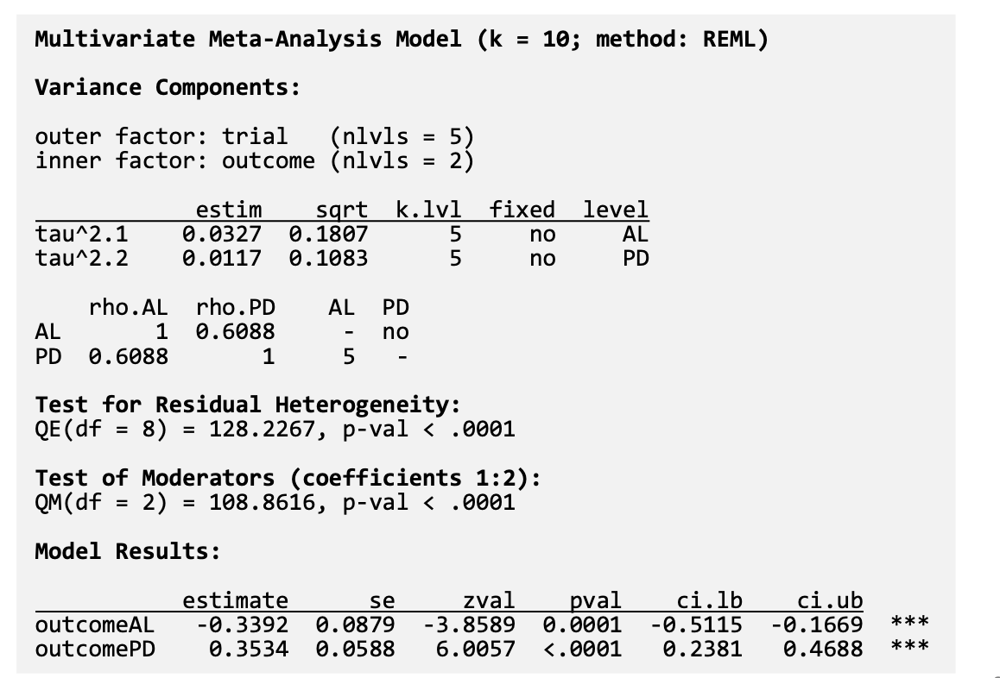 Multivariate Meta-Analysis Model (k = 10; method: REML)
Variance Components:
outer factor: trial   (nlvls = 5)
inner factor: outcome (nlvls = 2)
            estim    sqrt  k.lvl  fixed  level
tau^2.1    0.0327  0.1807      5     no     AL
tau^2.2    0.0117  0.1083      5     no     PD
    rho.AL  rho.PD    AL  PD
AL       1  0.6088     -  no
PD  0.6088       1     5   -
Test for Residual Heterogeneity:
QE(df = 8) = 128.2267, p-val < .0001
Test of Moderators (coefficients 1:2):
QM(df = 2) = 108.8616, p-val < .0001
Model Results:
           estimate      se     zval    pval    ci.lb    ci.ub
outcomeAL   -0.3392  0.0879  -3.8589  0.0001  -0.5115  -0.1669  ***
outcomePD    0.3534  0.0588   6.0057  <.0001   0.2381   0.4688  ***